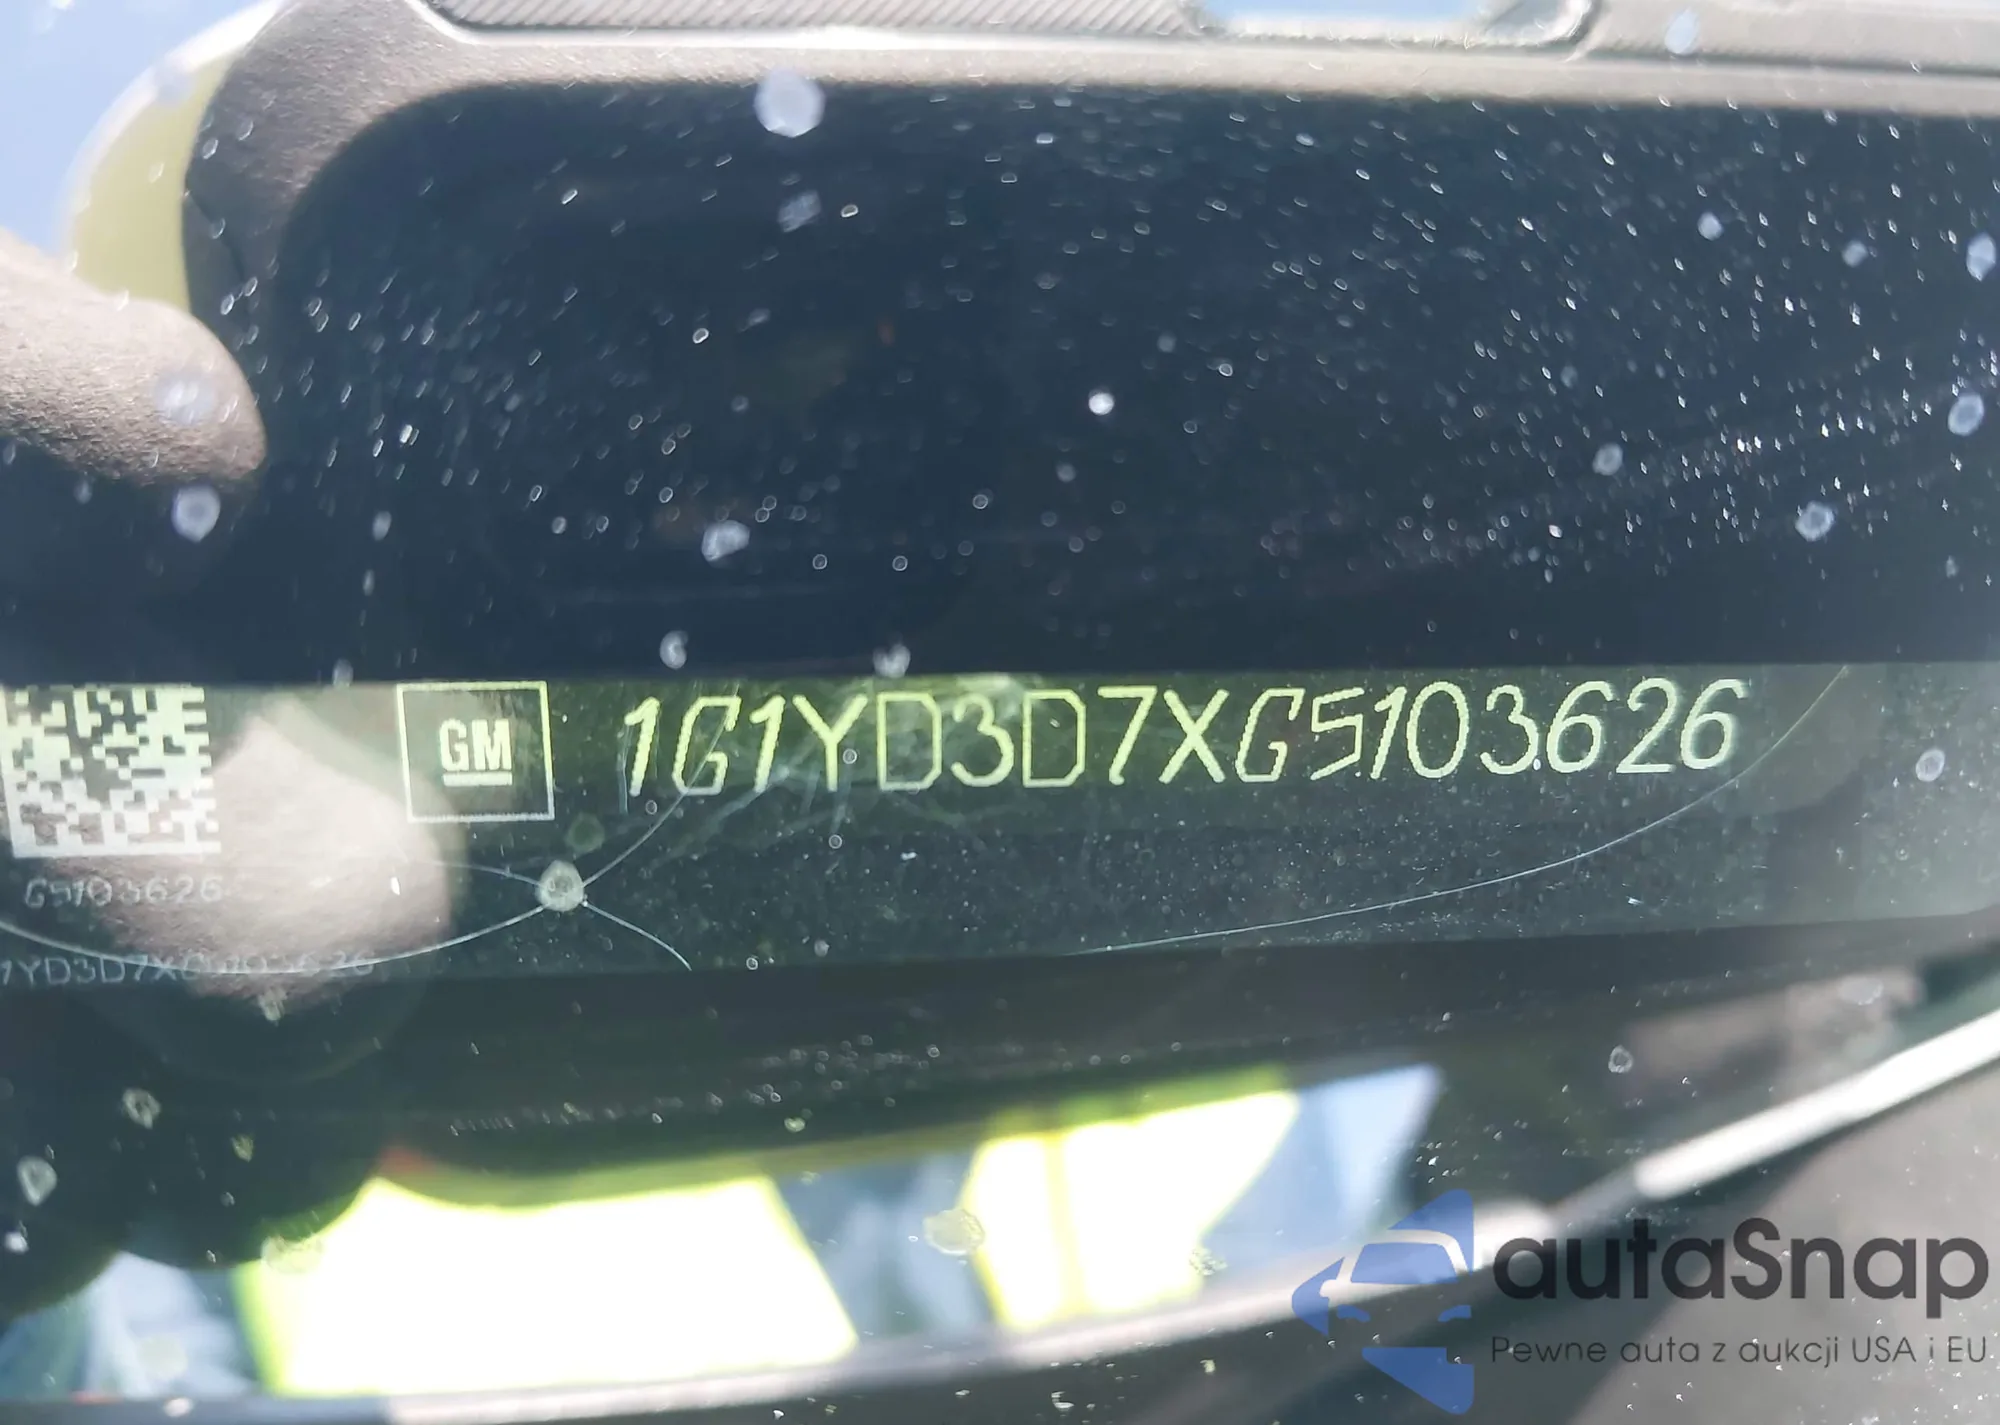 GM 1G1YD3D7XG5103626
G5103626
autaSnap
Pewne auta z aukcji USA i EU